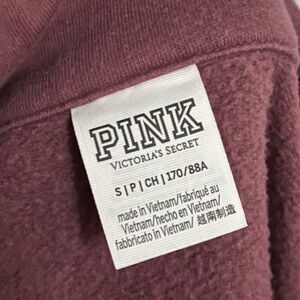 PINK
VICTORIA'S SECRET
S|P|CH|170/88A
made in Vietnam/fabriqué au
Vietnam/hecho en Vietnam/
fabbricato in Vietnam/ 越南制造